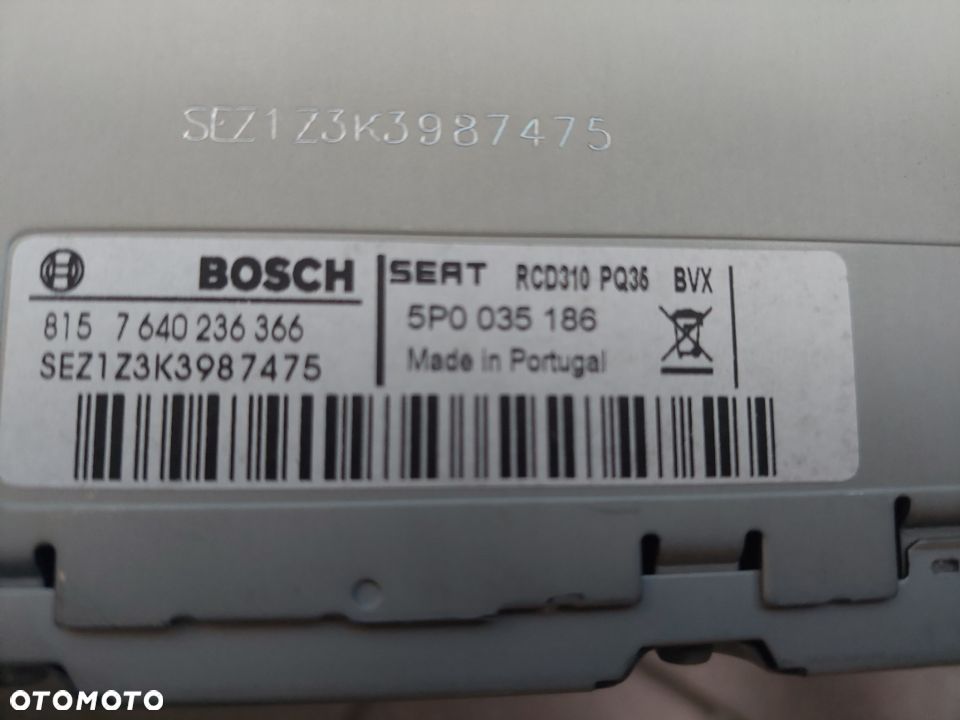 SEZ1Z3K3987475
BOSCH
815 7 640 236 366
SEZ1Z3K3987475
SEAT RCD310 PQ35 BVX
5P0 035 186
Made in Portugal
OTOMOTO